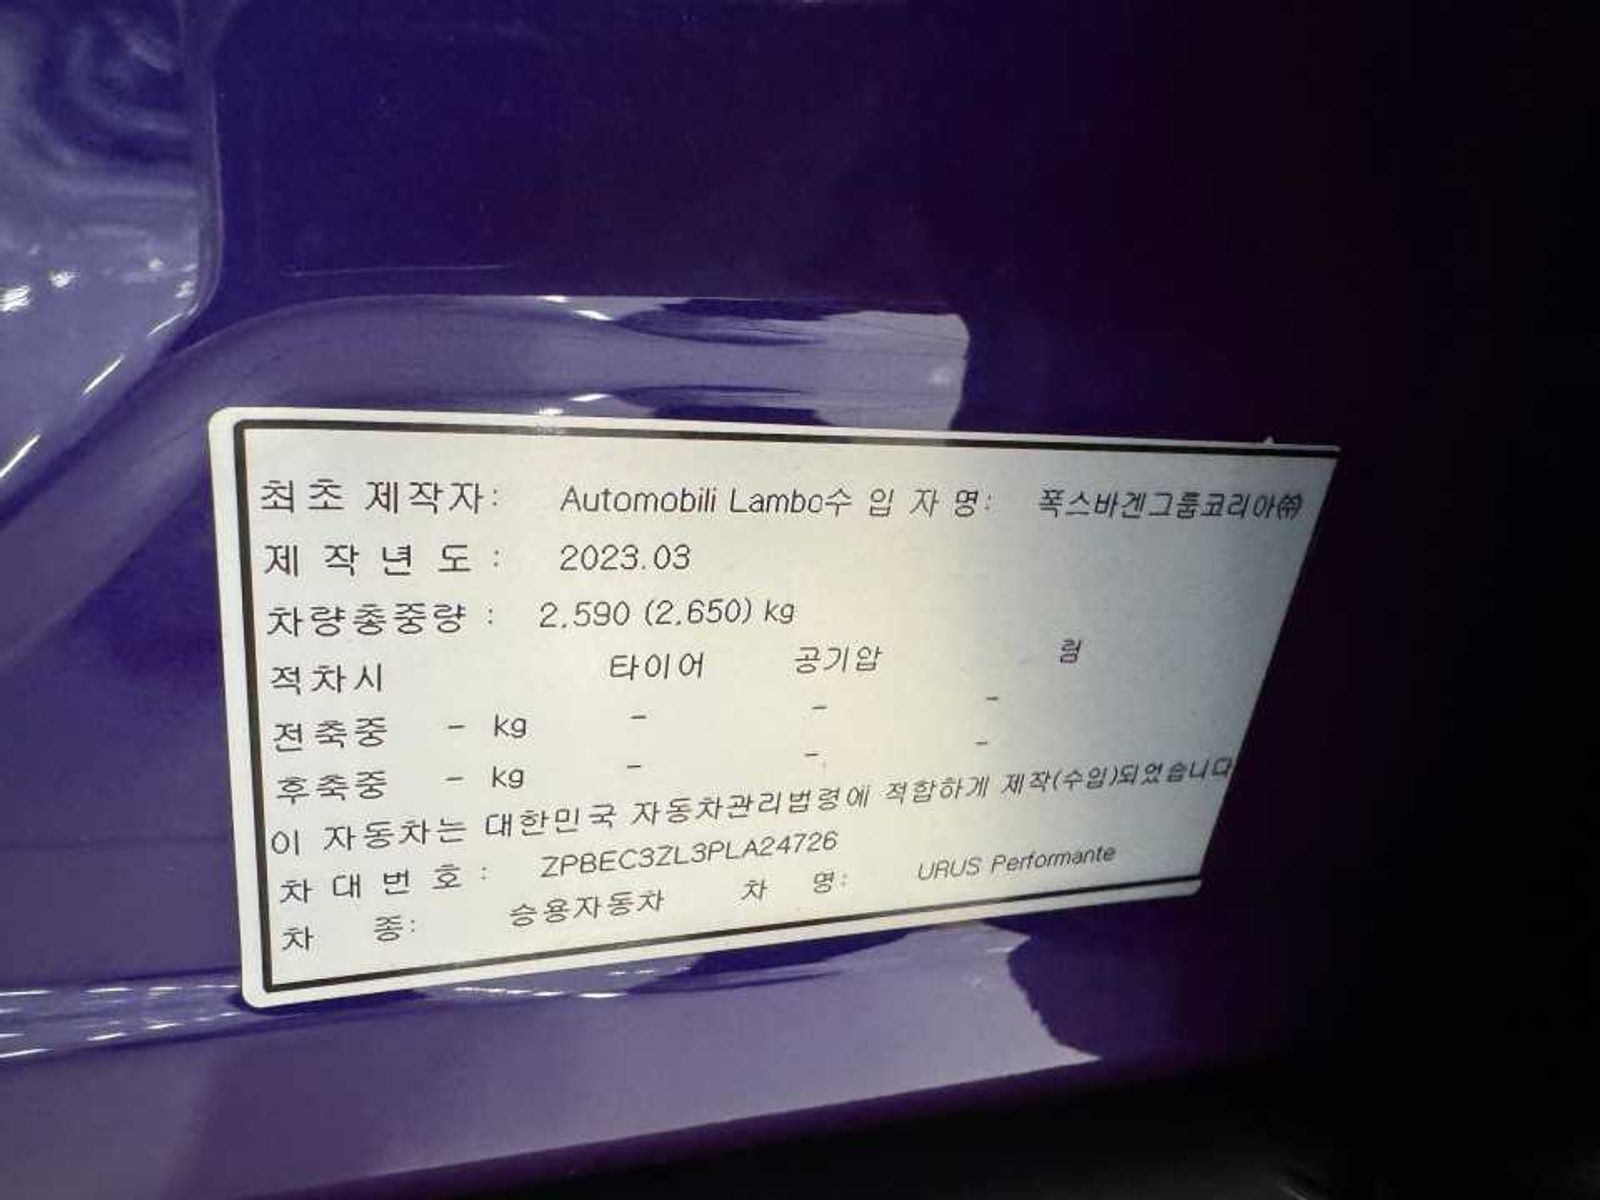 최초 제작자: Automobili Lambo수 입 자 명: 폭스바겐그룹코리아㈜
제 작 년 도 : 2023.03
차량총중량 : 2,590 (2,650) kg
적차시 타이어 공기압 림
전축중 - kg - - -
후축중 - kg - - -
이 자동차는 대한민국 자동차관리법령에 적합하게 제작(수입)되었습니다
차 대 번 호 : ZPBEC3ZL3PLA24726
차 종: 승용자동차 차 명: URUS Performante